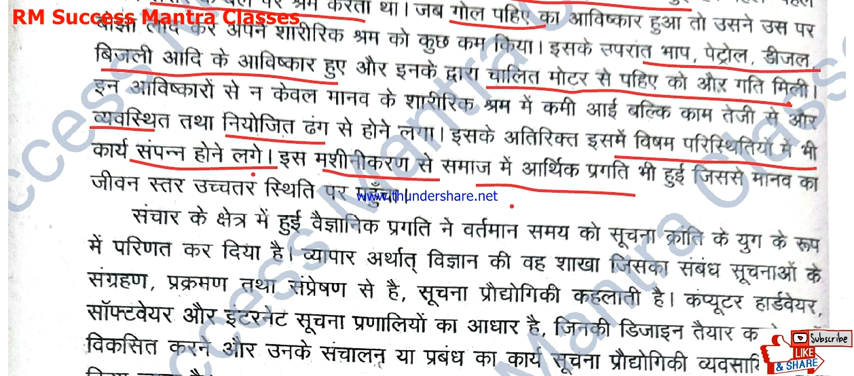 RM Success Mantra Classes
श्रम करता था। जब गोल पहिए का आविष्कार हुआ तो उसने उस पर
बोझा लाद कर अपने शारीरिक श्रम को कुछ कम किया। इसके उपरांत भाप, पेट्रोल, डीजल,
बिजली आदि के आविष्कार हुए और इनके द्वारा चालित मोटर से पहिए को और गति मिली।
इन आविष्कारों से न केवल मानव के शारीरिक श्रम में कमी आई बल्कि काम तेजी से और
व्यवस्थित तथा नियोजित ढंग से होने लगा। इसके अतिरिक्त इसमें विषम परिस्थितियों में भी
कार्य संपन्न होने लगे। इस मशीनीकरण से समाज में आर्थिक प्रगति भी हुई जिससे मानव का
जीवन स्तर उच्चतर स्थिति पर पहुँचा।
www.thundershare.net
संचार के क्षेत्र में हुई वैज्ञानिक प्रगति ने वर्तमान समय को सूचना क्रांति के युग के रूप
में परिणत कर दिया है। व्यापार अर्थात् विज्ञान की वह शाखा जिसका संबंध सूचनाओं के
संग्रहण, प्रक्रमण तथा संप्रेषण से है, सूचना प्रौद्योगिकी कहलाती है। कंप्यूटर हार्डवेयर,
सॉफ्टवेयर और इंटरनेट सूचना प्रणालियों का आधार है, जिनकी डिजाइन तैयार
विकसित करने और उनके संचालन या प्रबंध का कार्य सूचना प्रौद्योगिकी
Subscribe
LIKE
& SHARE